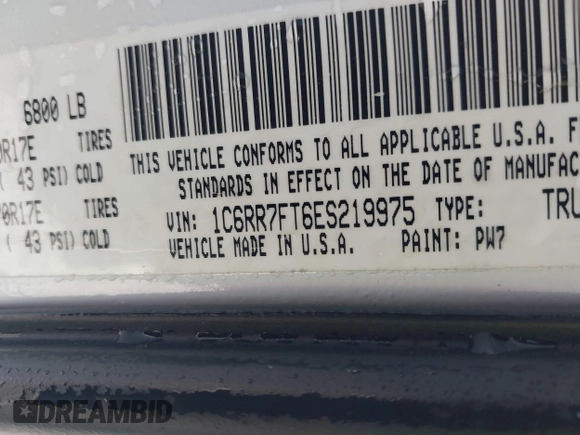 6800 LB
0R17E TIRES
( 43 PSI) COLD
70R17E TIRES
( 43 PSI) COLD
THIS VEHICLE CONFORMS TO ALL APPLICABLE U.S.A. F
STANDARDS IN EFFECT ON THE DATE OF MANUFAC
VIN: 1C6RR7FT6ES219975 TYPE: TRU
VEHICLE MADE IN U.S.A. PAINT: PW7
DREAMBID